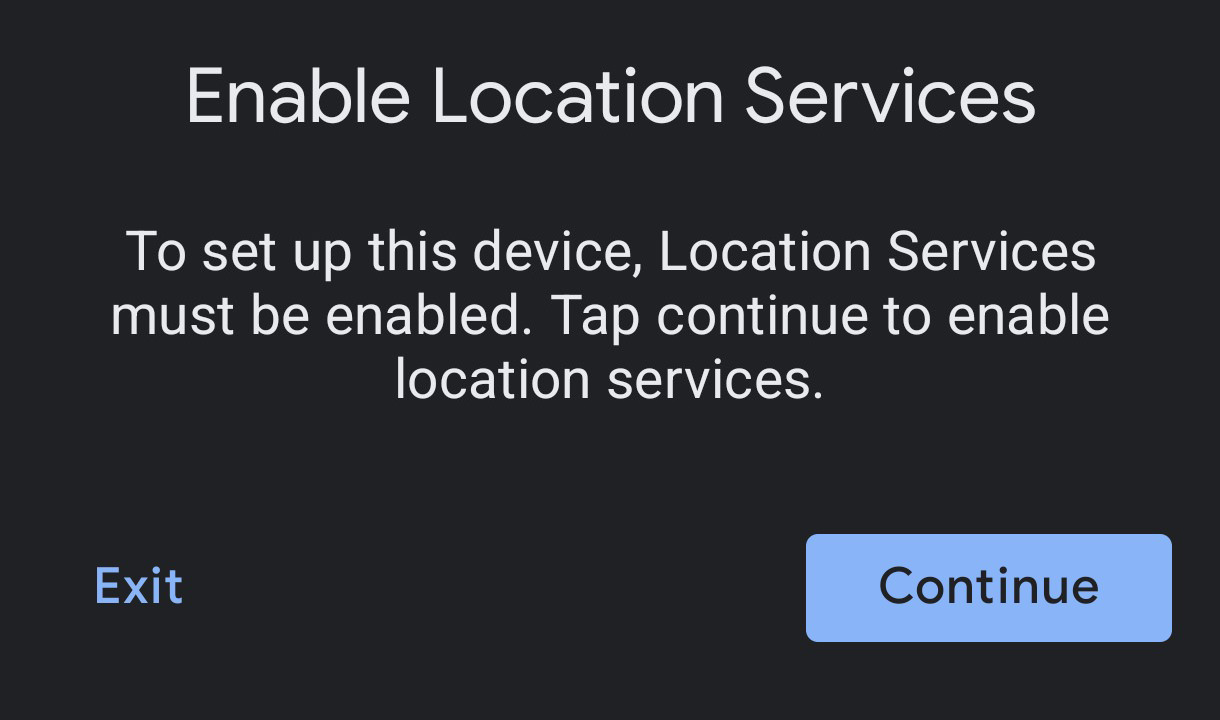 Enable Location Services
To set up this device, Location Services
must be enabled. Tap continue to enable
location services.
Exit
Continue